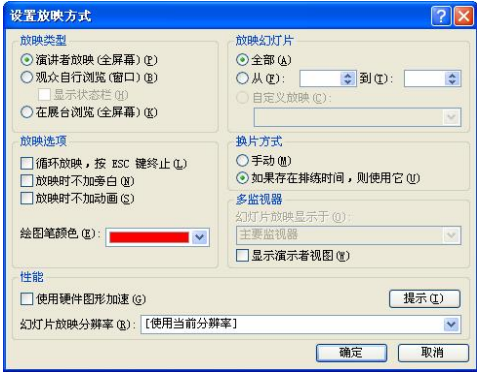 设置放映方式
放映类型
演讲者放映(全屏幕)(P)
观众自行浏览(窗口)(B)
显示状态栏(H)
在展台浏览(全屏幕)(K)
放映幻灯片
全部(A)
从(F): 到(T):
自定义放映(C):
放映选项
循环放映，按 ESC 键终止(L)
放映时不加旁白(N)
放映时不加动画(S)
绘图笔颜色(E):
换片方式
手动(M)
如果存在排练时间，则使用它(U)
多监视器
幻灯片放映显示于(O):
主要监视器
显示演示者视图(W)
性能
使用硬件图形加速(G)
提示(I)
幻灯片放映分辨率(R): [使用当前分辨率]
确定 取消